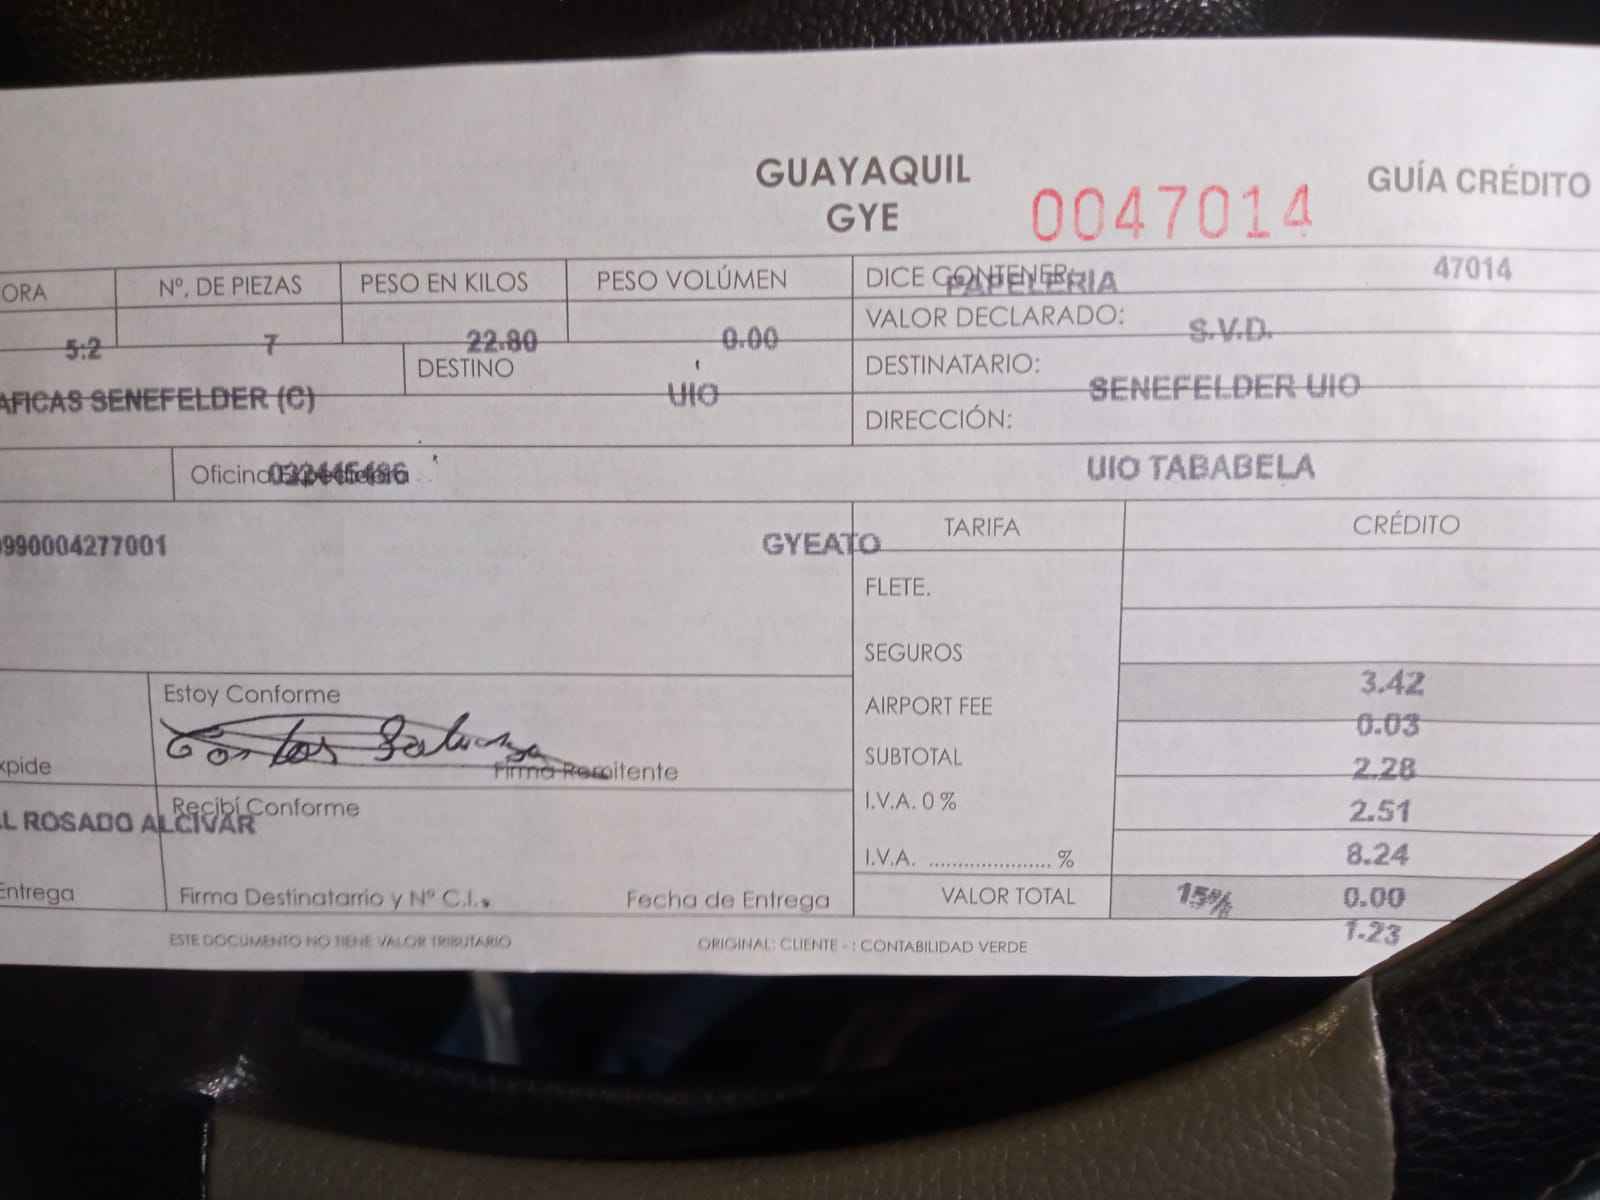 GUAYAQUIL
GYE
0047014
GUÍA CRÉDITO
ORA
Nº. DE PIEZAS
PESO EN KILOS
PESO VOLÚMEN
DICE CONTENER:
PAPELERIA
47014
5:2
7
22.80
0.00
VALOR DECLARADO:
S.V.D.
DESTINO
UIO
DESTINATARIO:
SENEFELDER UIO
AFICAS SENEFELDER (C)
DIRECCIÓN:
UIO TABABELA
Oficina
990004277001
GYEATO
TARIFA
CRÉDITO
FLETE.
SEGUROS
3.42
AIRPORT FEE
0.03
SUBTOTAL
2.28
I.V.A. 0 %
2.51
I.V.A. ..................... %
8.24
VALOR TOTAL
15%
0.00
1.23
Estoy Conforme
Firma Remitente
xpide
Recibí Conforme
L ROSADO ALCIVAR
Entrega
Firma Destinatarrio y Nº C.I.
Fecha de Entrega
ESTE DOCUMENTO NO TIENE VALOR TRIBUTARIO
ORIGINAL: CLIENTE - : CONTABILIDAD VERDE